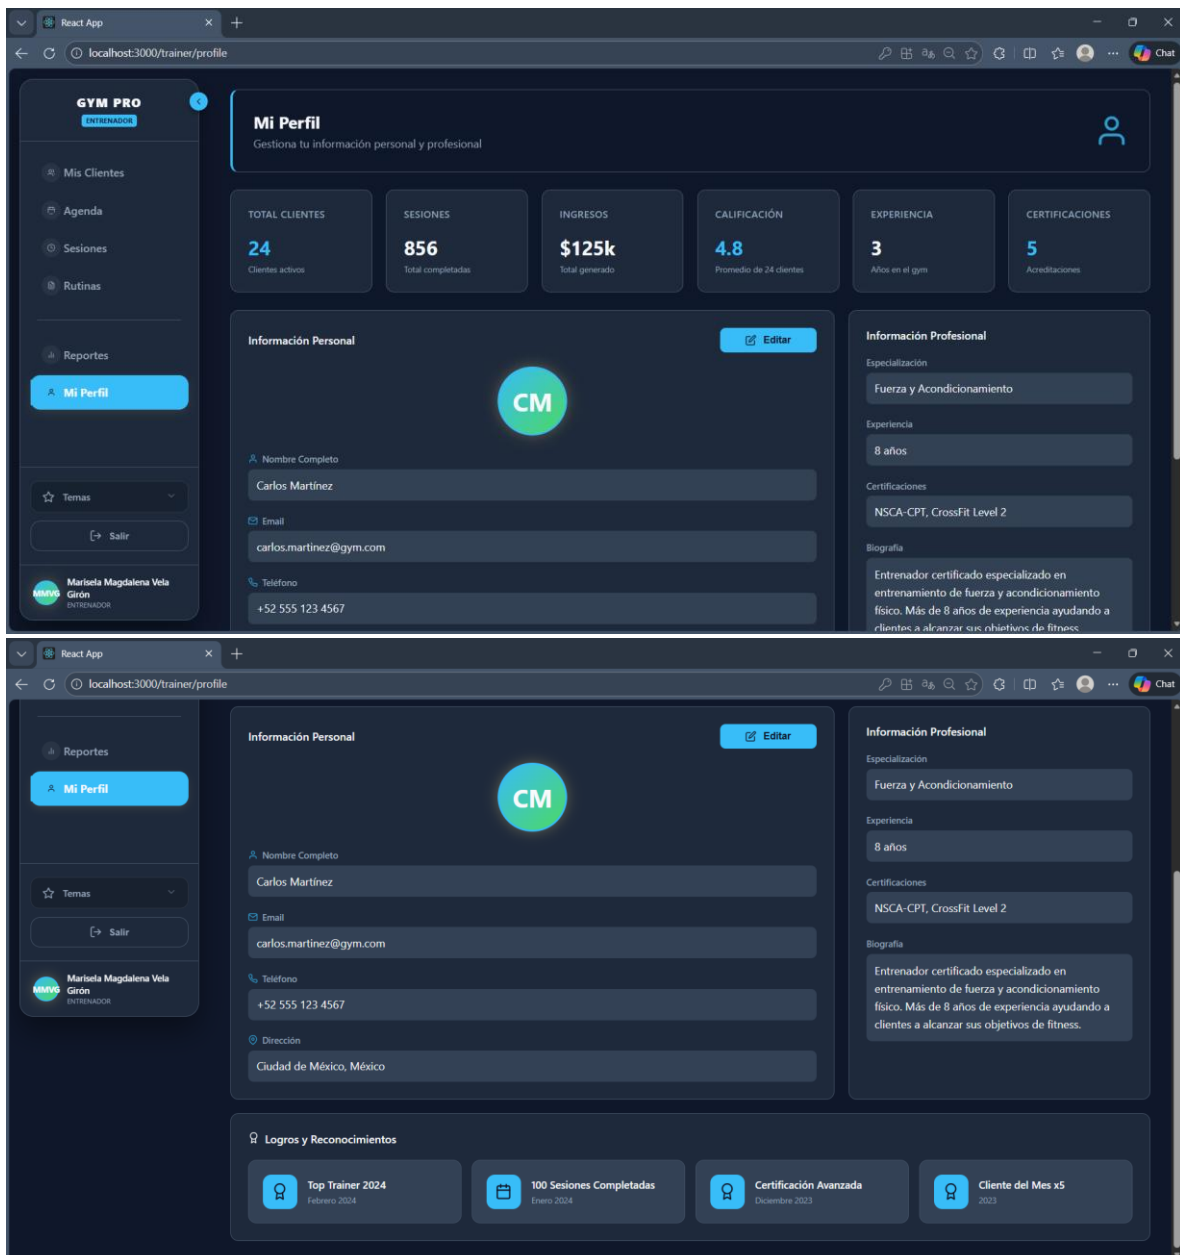 React App
localhost:3000/trainer/profile
Chat
GYM PRO
ENTRENADOR
Mis Clientes
Agenda
Sesiones
Rutinas
Reportes
Mi Perfil
Temas
Salir
MMVG
Marisela Magdalena Vela
Girón
ENTRENADOR
Mi Perfil
Gestiona tu información personal y profesional
TOTAL CLIENTES
24
Clientes activos
SESIONES
856
Total completadas
INGRESOS
$125k
Total generado
CALIFICACIÓN
4.8
Promedio de 24 clientes
EXPERIENCIA
3
Años en el gym
CERTIFICACIONES
5
Acreditaciones
Información Personal
Editar
CM
Nombre Completo
Carlos Martínez
Email
carlos.martinez@gym.com
Teléfono
+52 555 123 4567
Información Profesional
Especialización
Fuerza y Acondicionamiento
Experiencia
8 años
Certificaciones
NSCA-CPT, CrossFit Level 2
Biografía
Entrenador certificado especializado en
entrenamiento de fuerza y acondicionamiento
físico. Más de 8 años de experiencia ayudando a
clientes a alcanzar sus objetivos de fitness.
React App
localhost:3000/trainer/profile
Chat
Reportes
Mi Perfil
Temas
Salir
MMVG
Marisela Magdalena Vela
Girón
ENTRENADOR
Información Personal
Editar
CM
Nombre Completo
Carlos Martínez
Email
carlos.martinez@gym.com
Teléfono
+52 555 123 4567
Dirección
Ciudad de México, México
Información Profesional
Especialización
Fuerza y Acondicionamiento
Experiencia
8 años
Certificaciones
NSCA-CPT, CrossFit Level 2
Biografía
Entrenador certificado especializado en
entrenamiento de fuerza y acondicionamiento
físico. Más de 8 años de experiencia ayudando a
clientes a alcanzar sus objetivos de fitness.
Logros y Reconocimientos
Top Trainer 2024
Febrero 2024
100 Sesiones Completadas
Enero 2024
Certificación Avanzada
Diciembre 2023
Cliente del Mes x5
2023